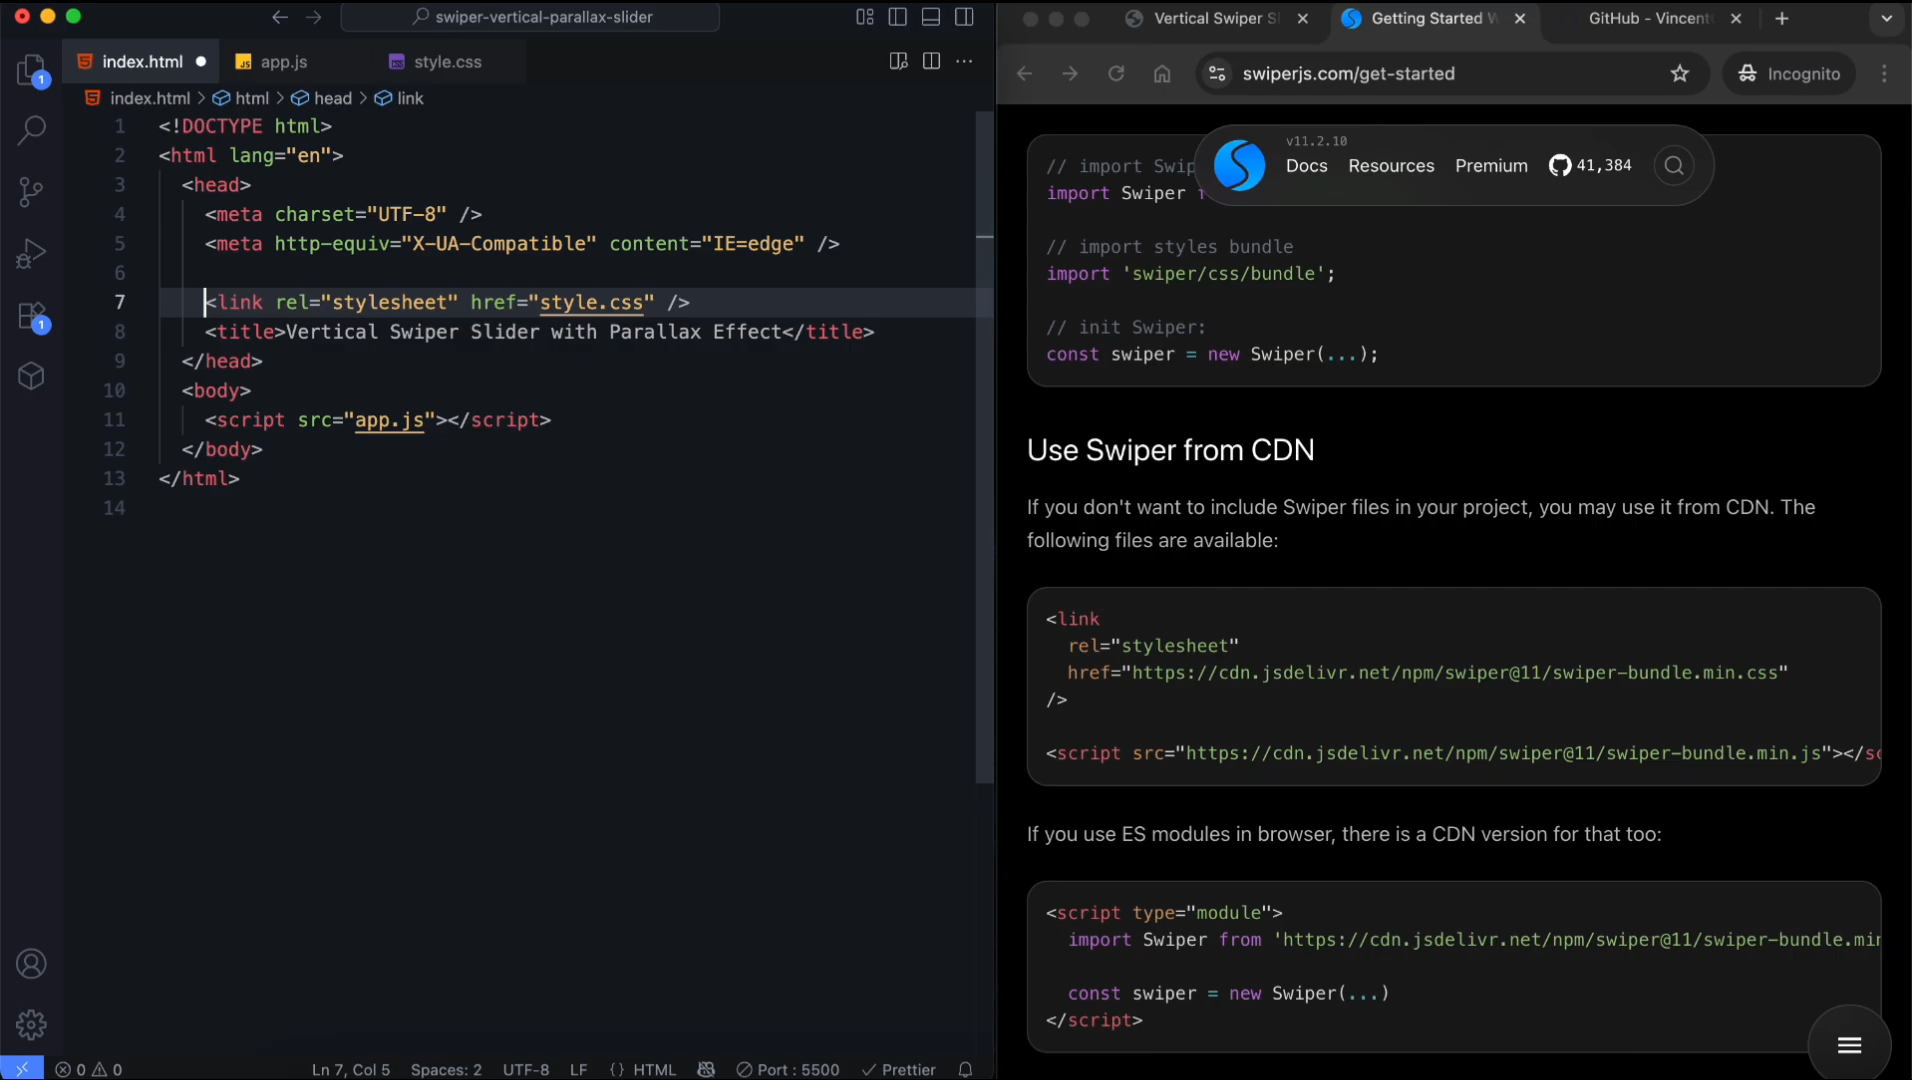 swiper-vertical-parallax-slider
index.html
app.js
style.css
index.html > html > head > link
1 <!DOCTYPE html>
2 <html lang="en">
3 <head>
4 <meta charset="UTF-8" />
5 <meta http-equiv="X-UA-Compatible" content="IE=edge" />
6
7 <link rel="stylesheet" href="style.css" />
8 <title>Vertical Swiper Slider with Parallax Effect</title>
9 </head>
10 <body>
11 <script src="app.js"></script>
12 </body>
13 </html>
14
1
1
0 0
Ln 7, Col 5
Spaces: 2
UTF-8
LF
{ } HTML
Port : 5500
Prettier
Vertical Swiper Sl
Getting Started W
GitHub - Vincent
swiperjs.com/get-started
Incognito
v11.2.10
Docs Resources Premium 41,384
// import Swip
import Swiper f
// import styles bundle
import 'swiper/css/bundle';
// init Swiper:
const swiper = new Swiper(...);
Use Swiper from CDN
If you don't want to include Swiper files in your project, you may use it from CDN. The
following files are available:
<link
rel="stylesheet"
href="https://cdn.jsdelivr.net/npm/swiper@11/swiper-bundle.min.css"
/>
<script src="https://cdn.jsdelivr.net/npm/swiper@11/swiper-bundle.min.js"></sc
If you use ES modules in browser, there is a CDN version for that too:
<script type="module">
import Swiper from 'https://cdn.jsdelivr.net/npm/swiper@11/swiper-bundle.min
const swiper = new Swiper(...)
</script>